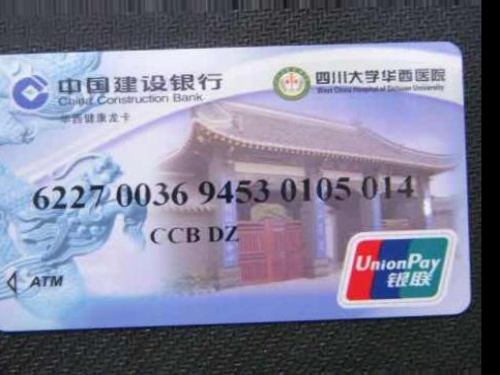 中国建设银行
China Construction Bank
华西健康龙卡
四川大学华西医院
West China Hospital of Sichuan University
6227 0036 9453 0105 014
CCB DZ
ATM
UnionPay
银联